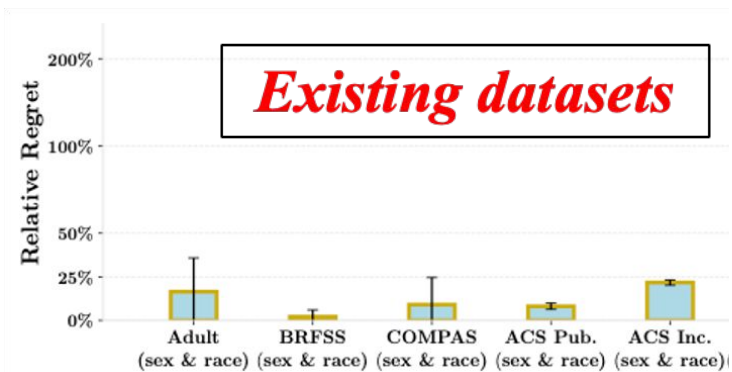 Existing datasets
Relative Regret
200%
100%
50%
25%
0%
Adult
(sex & race)
BRFSS
(sex & race)
COMPAS
(sex & race)
ACS Pub.
(sex & race)
ACS Inc.
(sex & race)
(